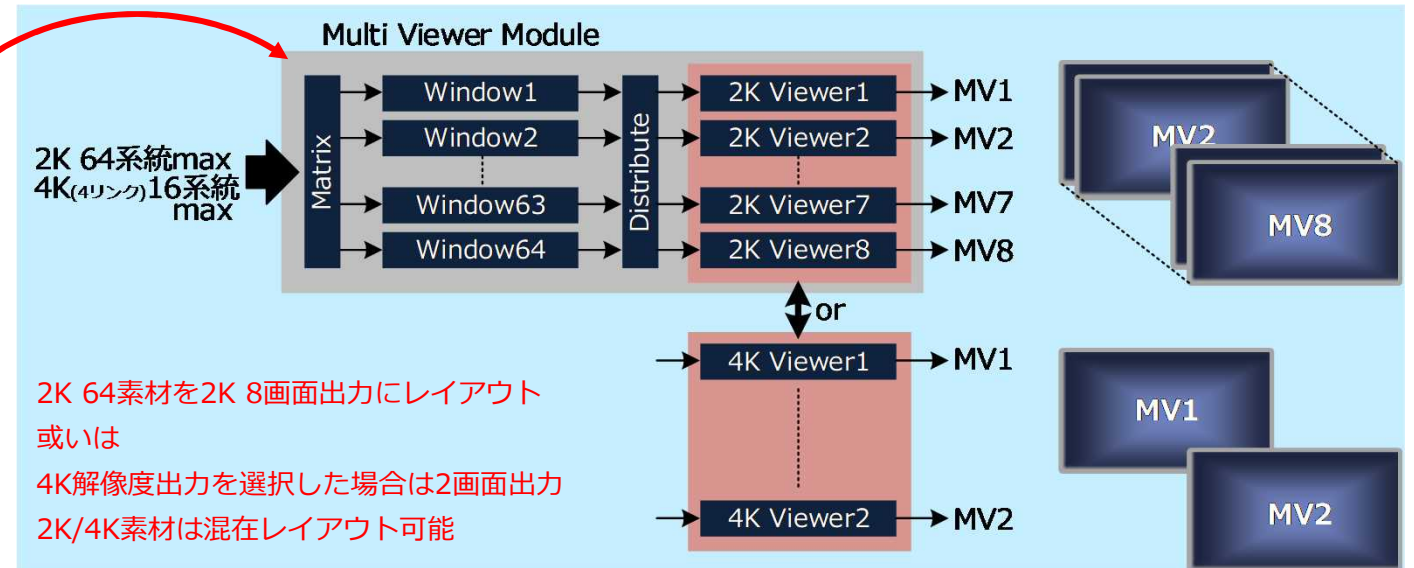 Multi Viewer Module
2K 64系統max
4K(4リンク)16系統
max
Matrix
Window1
Window2
Window63
Window64
Distribute
2K Viewer1
2K Viewer2
2K Viewer7
2K Viewer8
MV1
MV2
MV7
MV8
MV2
MV8
or
4K Viewer1
4K Viewer2
MV1
MV2
MV1
MV2
2K 64素材を2K 8画面出力にレイアウト
或いは
4K解像度出力を選択した場合は2画面出力
2K/4K素材は混在レイアウト可能